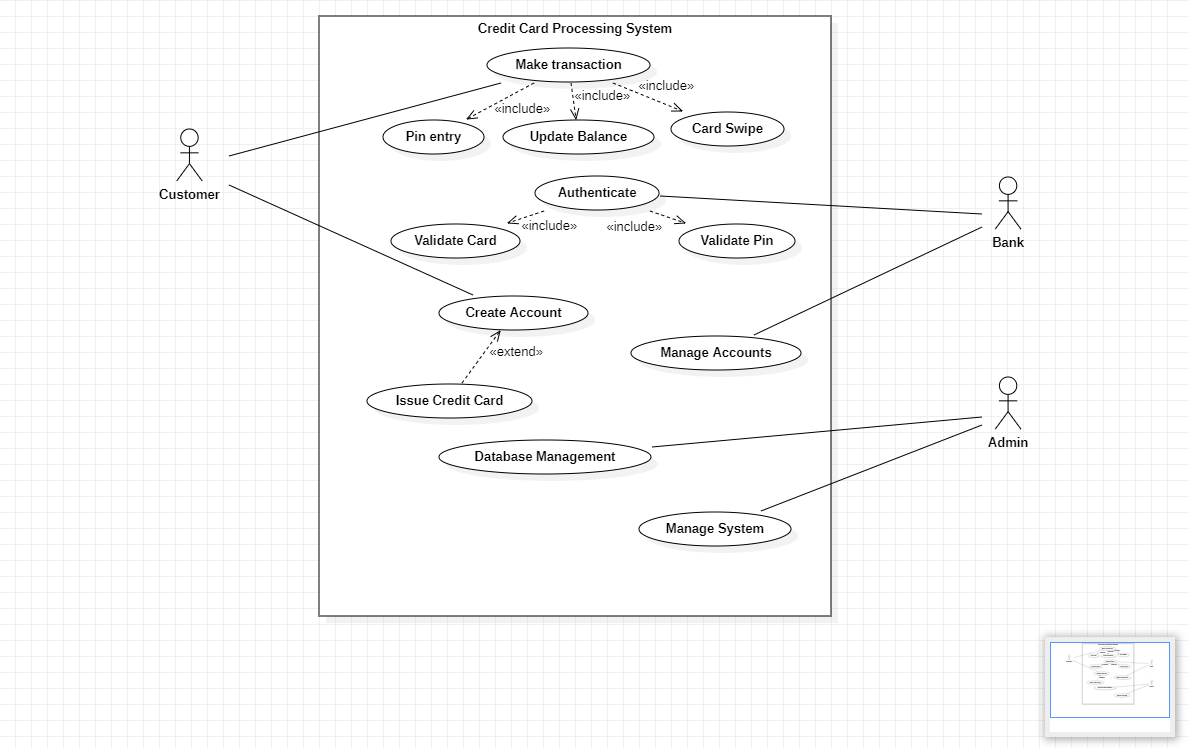 Credit Card Processing System
Make transaction
«include»
«include»
«include»
Pin entry
Update Balance
Card Swipe
Customer
Authenticate
«include»
«include»
Validate Card
Validate Pin
Bank
Create Account
«extend»
Manage Accounts
Issue Credit Card
Admin
Database Management
Manage System